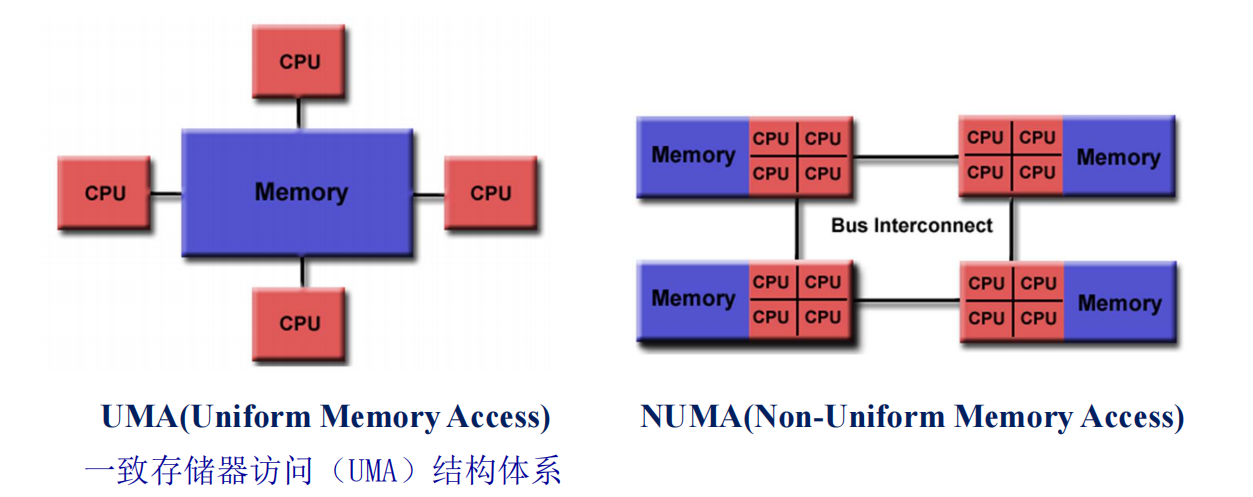 CPU
CPU
Memory
CPU
CPU
UMA(Uniform Memory Access)
一致存储器访问（UMA）结构体系
Memory
CPU CPU
CPU CPU
CPU CPU
CPU CPU
Memory
Bus Interconnect
Memory
CPU CPU
CPU CPU
CPU CPU
CPU CPU
Memory
NUMA(Non-Uniform Memory Access)